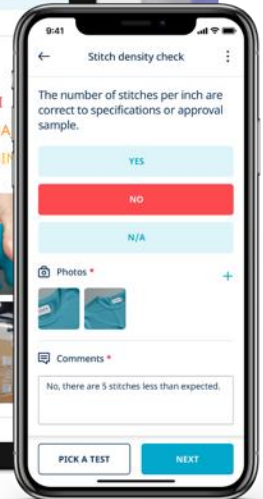 9:41
Stitch density check
The number of stitches per inch are
correct to specifications or approval
sample.
YES
NO
N/A
Photos *
+
Comments *
No, there are 5 stitches less than expected.
PICK A TEST
NEXT